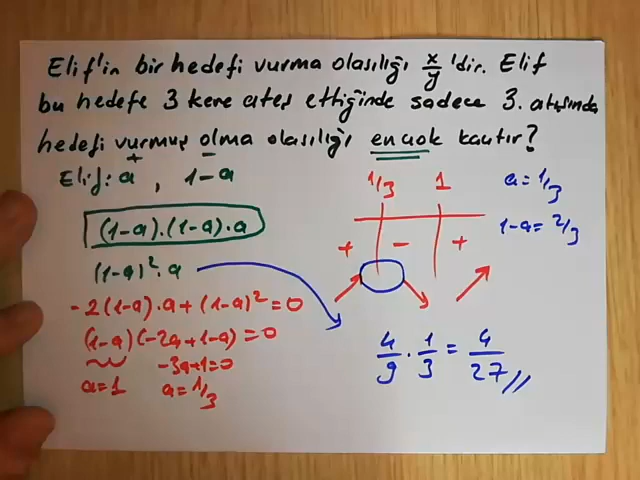 Elif'in bir hedefi vurma olasılığı x/y 'dir. Elif
bu hedefe 3 kere ateş ettiğinde sadece 3. atışında
hedefi vurmuş olma olasılığı en çok kaçtır?
+ −
Elif: a , 1-a
(1-a).(1-a).a
(1-a)².a
-2(1-a).a+(1-a)²=0
(1-a)(-2a+1-a)=0
-3a+1=0
a=1 a=1/3
1/3 1
+ − +
a=1/3
1-a=2/3
4/9 . 1/3 = 4/27 //